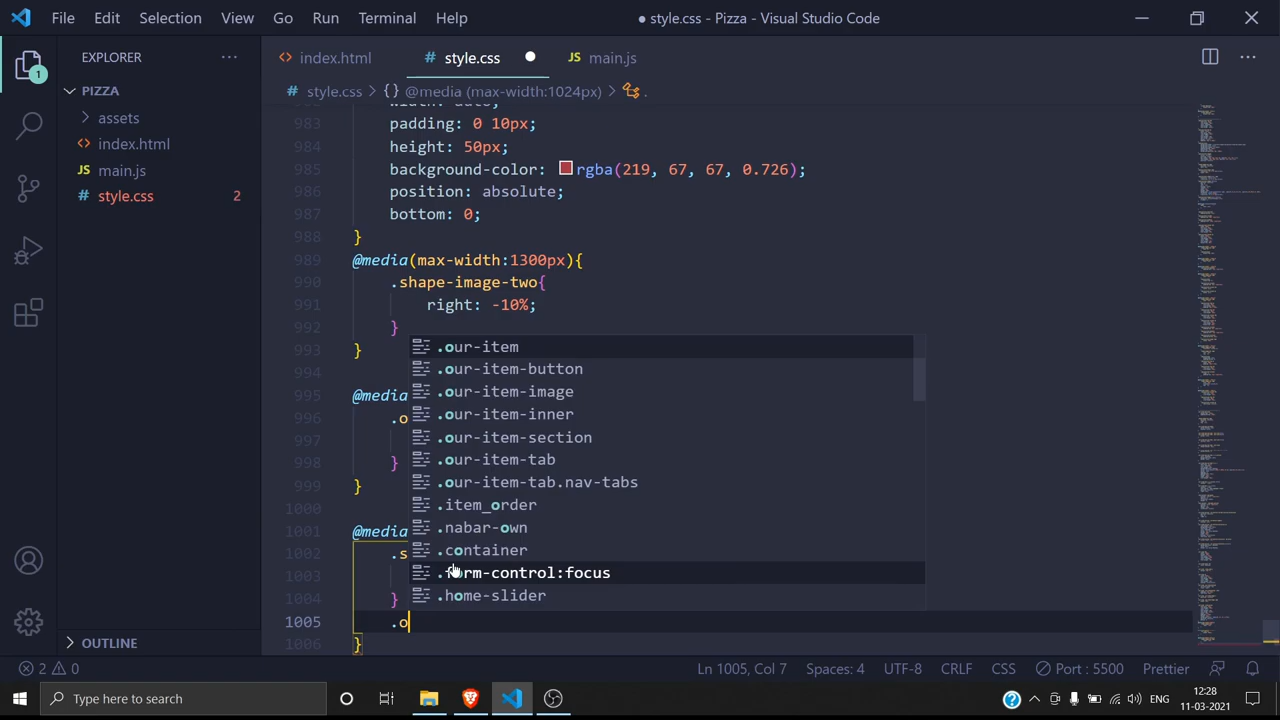 File Edit Selection View Go Run Terminal Help ● style.css - Pizza - Visual Studio Code
EXPLORER
1
PIZZA
assets
index.html
JS main.js
# style.css 2
OUTLINE
index.html # style.css JS main.js
# style.css > {} @media (max-width:1024px) > .
983 padding: 0 10px;
984 height: 50px;
985 background-color: rgba(219, 67, 67, 0.726);
986 position: absolute;
987 bottom: 0;
988 }
989 @media(max-width:1300px){
990 .shape-image-two{
991 right: -10%;
992 }
993 }
994
995 @media
996 .o
997
998 }
999 }
1000
1001 @media
1002 .s
1003
1004 }
1005 .o
1006 }
.our-item
.our-item-button
.our-item-image
.our-item-inner
.our-item-section
.our-item-tab
.our-item-tab.nav-tabs
.item_order
.nabar-own
.container
.form-control:focus
.home-slider
2 0 Ln 1005, Col 7 Spaces: 4 UTF-8 CRLF CSS Port : 5500 Prettier
Type here to search ENG 12:28
11-03-2021